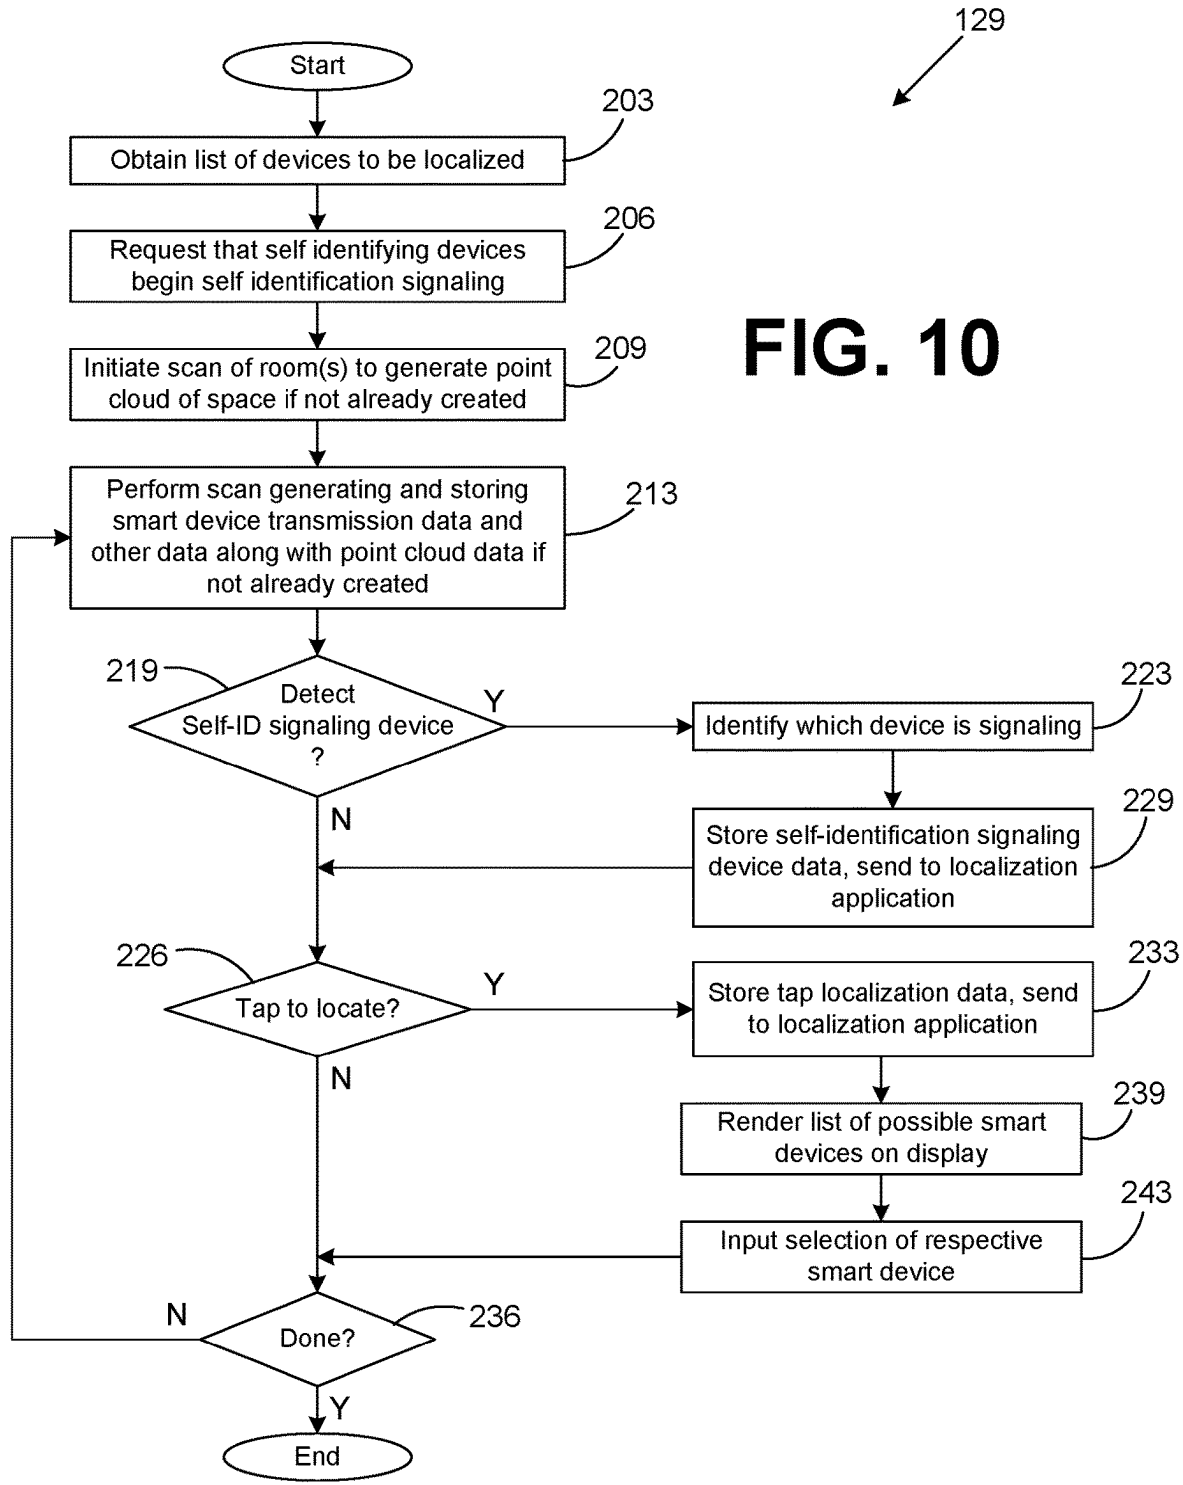 129
Start
203
Obtain list of devices to be localized
206
Request that self identifying devices
begin self identification signaling
FIG. 10
209
Initiate scan of room(s) to generate point
cloud of space if not already created
213
Perform scan generating and storing
smart device transmission data and
other data along with point cloud data if
not already created
219
Detect
Self-ID signaling device
?
Y
N
223
Identify which device is signaling
229
Store self-identification signaling
device data, send to localization
application
226
Tap to locate?
Y
N
233
Store tap localization data, send
to localization application
239
Render list of possible smart
devices on display
243
Input selection of respective
smart device
236
Done?
N
Y
End